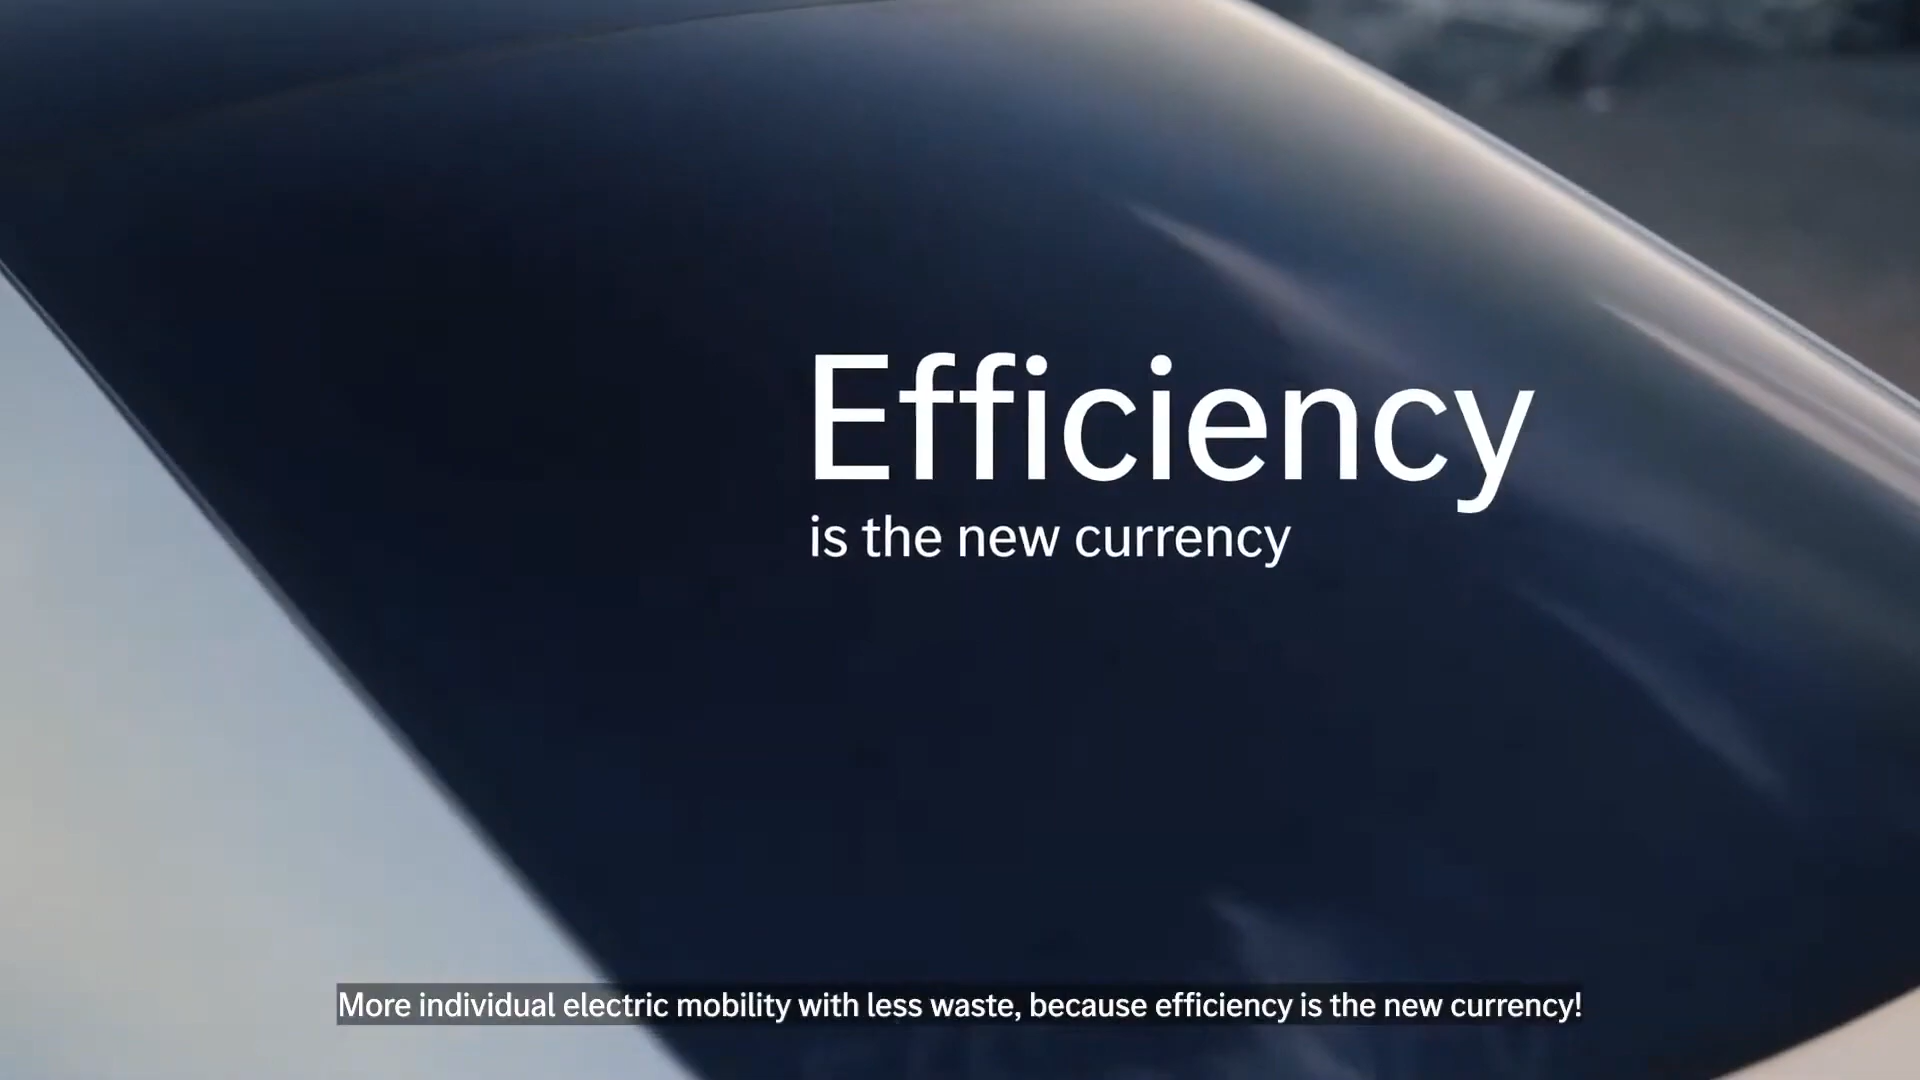 Efficiency
is the new currency
More individual electric mobility with less waste, because efficiency is the new currency!